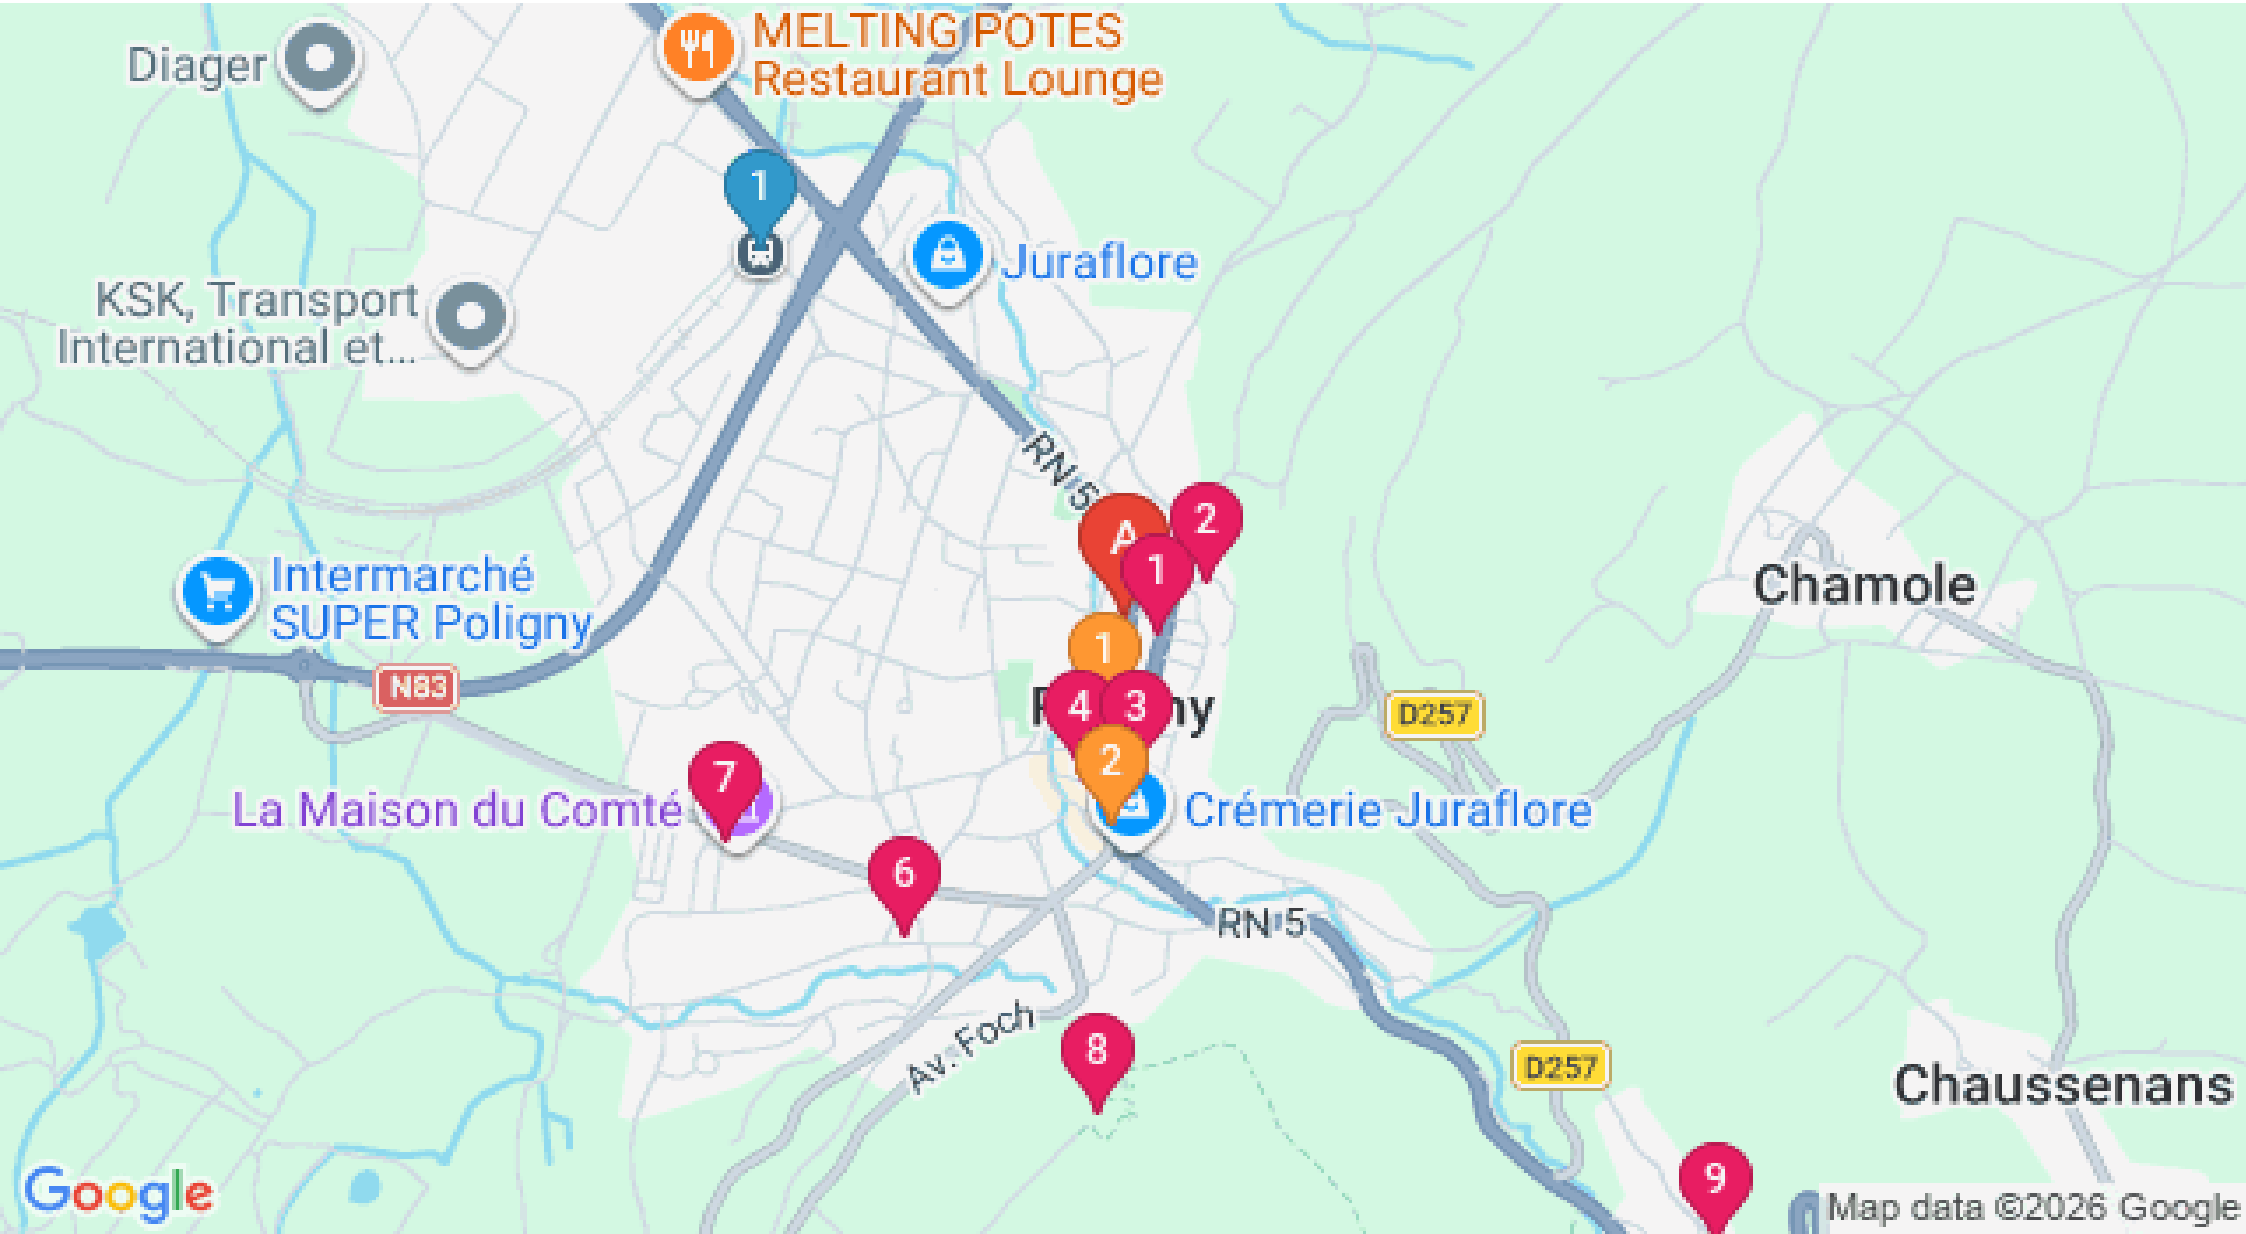 MELTING POTES
Restaurant Lounge
Diager
1
Juraflore
KSK, Transport
International et...
RN 5
A
2
1
Intermarché
SUPER Poligny
Chamole
1
N83
4
3
ny
D257
2
7
La Maison du Comté
Crémerie Juraflore
6
RN 5
Av. Foch
8
D257
Chaussenans
9
Google
Map data ©2026 Google